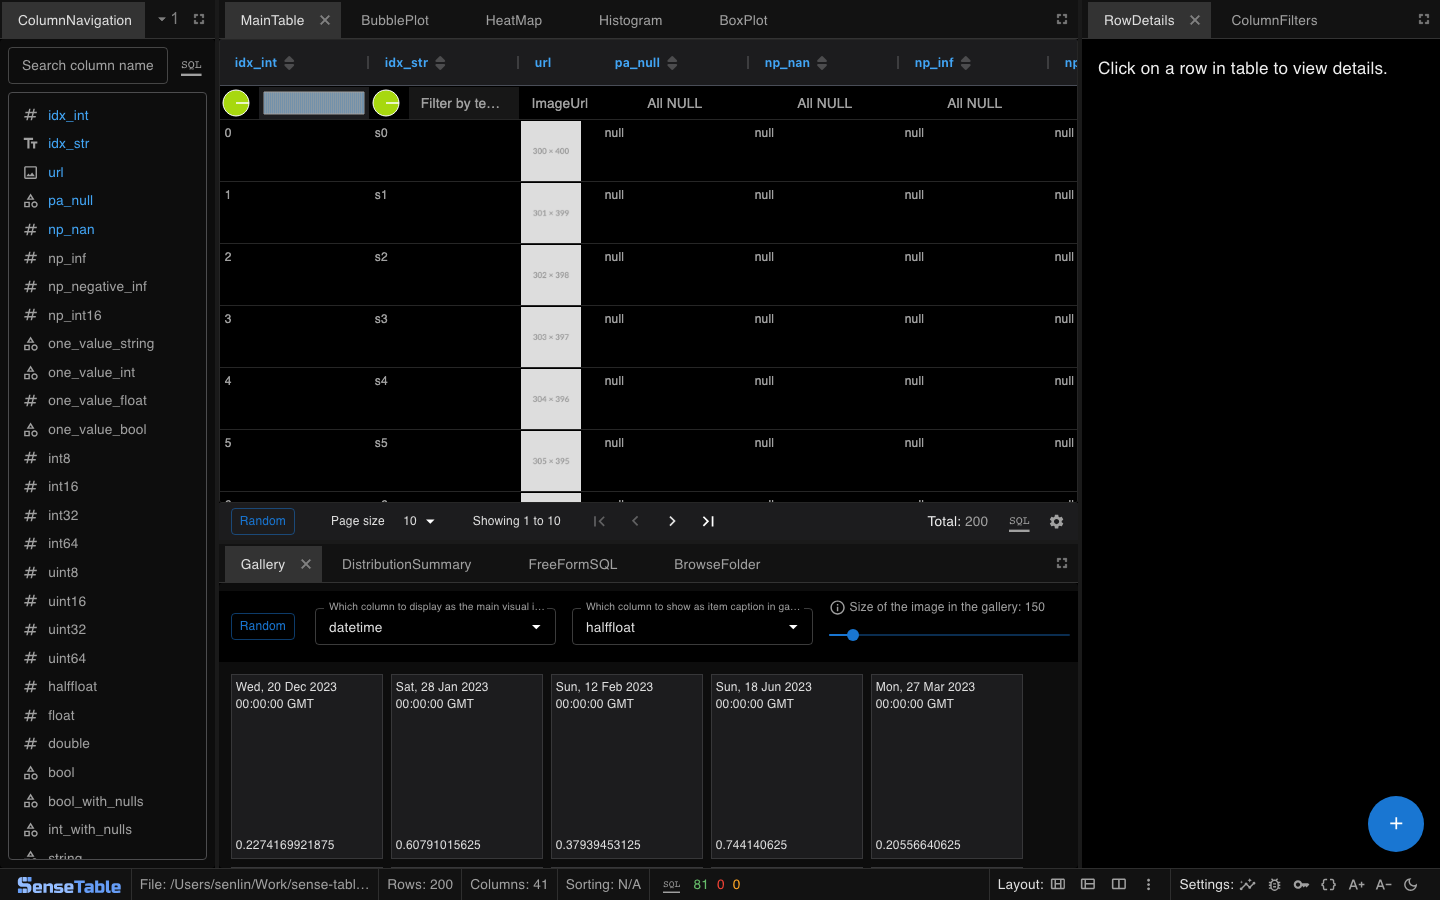 ColumnNavigation
1
MainTable
BubblePlot
HeatMap
Histogram
BoxPlot
RowDetails
ColumnFilters
Search column name
SQL
idx_int
idx_str
url
pa_null
np_nan
np_inf
np_negative_inf
np_int16
one_value_string
one_value_int
one_value_float
one_value_bool
int8
int16
int32
int64
uint8
uint16
uint32
uint64
halffloat
float
double
bool
bool_with_nulls
int_with_nulls
string
idx_int idx_str url pa_null np_nan np_inf np
Filter by te... ImageUrl All NULL All NULL All NULL
0 s0 300 × 400 null null null null
1 s1 301 × 399 null null null null
2 s2 302 × 398 null null null null
3 s3 303 × 397 null null null null
4 s4 304 × 396 null null null null
5 s5 305 × 395 null null null null
Random Page size 10 Showing 1 to 10 Total: 200 SQL
Gallery
DistributionSummary
FreeFormSQL
BrowseFolder
Random
Which column to display as the main visual i...
datetime
Which column to show as item caption in ga...
halffloat
Size of the image in the gallery: 150
Wed, 20 Dec 2023
00:00:00 GMT
0.2274169921875
Sat, 28 Jan 2023
00:00:00 GMT
0.60791015625
Sun, 12 Feb 2023
00:00:00 GMT
0.37939453125
Sun, 18 Jun 2023
00:00:00 GMT
0.744140625
Mon, 27 Mar 2023
00:00:00 GMT
0.20556640625
Click on a row in table to view details.
+
SenseTable
File: /Users/senlin/Work/sense-tabl...
Rows: 200
Columns: 41
Sorting: N/A
SQL 81 0 0
Layout:
Settings:
A+ A-